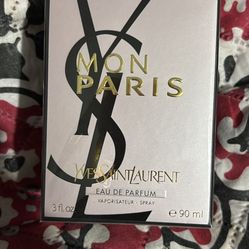 MON
PARIS
YVESSAINTLAURENT
EAU DE PARFUM
VAPORISATEUR - SPRAY
3 fl.oz 90 ml